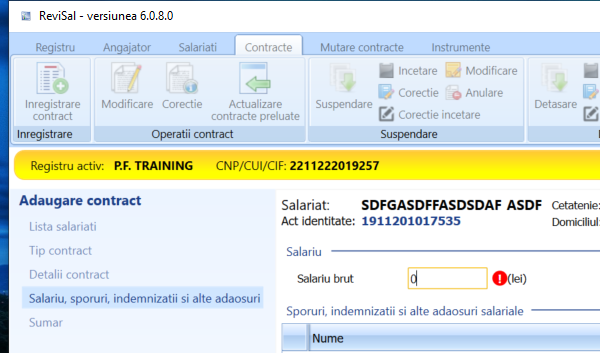 ReviSal - versiunea 6.0.8.0
Registru Angajator Salariati Contracte Mutare contracte Instrumente
Inregistrare contract
Modificare
Corectie
Actualizare contracte preluate
Suspendare
Incetare
Modificare
Corectie
Anulare
Corectie incetare
Detasare
Inregistrare Operatii contract Suspendare
Registru activ: P.F. TRAINING CNP/CUI/CIF: 2211222019257
Adaugare contract
Lista salariati
Tip contract
Detalii contract
Salariu, sporuri, indemnizatii si alte adaosuri
Sumar
Salariat: SDFGASDFFASDSDAF ASDF Cetatenie:
Act identitate: 1911201017535 Domiciliul:
Salariu
Salariu brut 0 (lei)
Sporuri, indemnizatii si alte adaosuri salariale
Nume